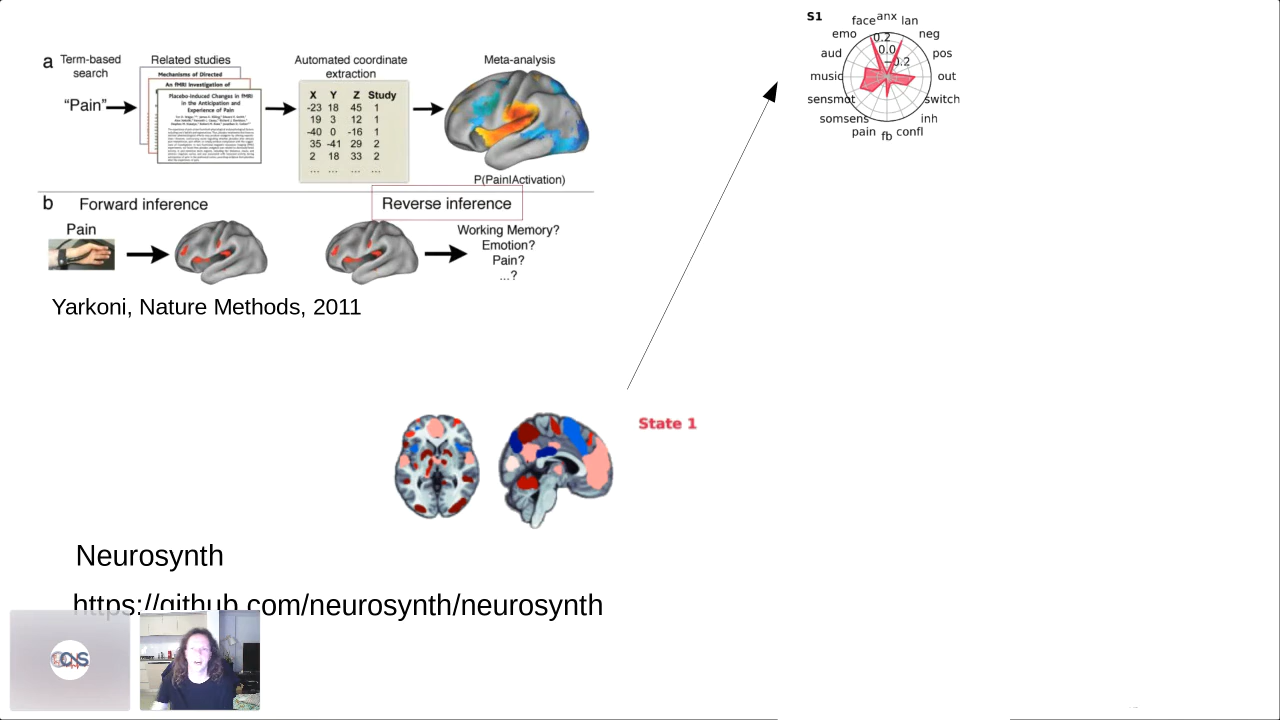 a
Term-based
search
“Pain”
Related studies
Mechanisms of Directed
An fMRI Investigation of
Placebo-Induced Changes in fMRI
in the Anticipation and
Experience of Pain
Automated coordinate
extraction
X Y Z Study
-23 18 45 1
19 3 12 1
-40 0 -16 1
35 -4 29
2 18 33
... ... ... ...
Meta-analysis
P(Pain|Activation)
b
Forward inference
Pain
Reverse inference
Working Memory?
Emotion?
Pain?
...?
Yarkoni, Nature Methods, 2011
S1
anx
lan
neg
pos
out
switch
inh
confl
fb
pain
somsens
sensmot
music
aud
emo
face
0.2
0.0
−0.2
State 1
Neurosynth
https://github.com/neurosynth/neurosynth